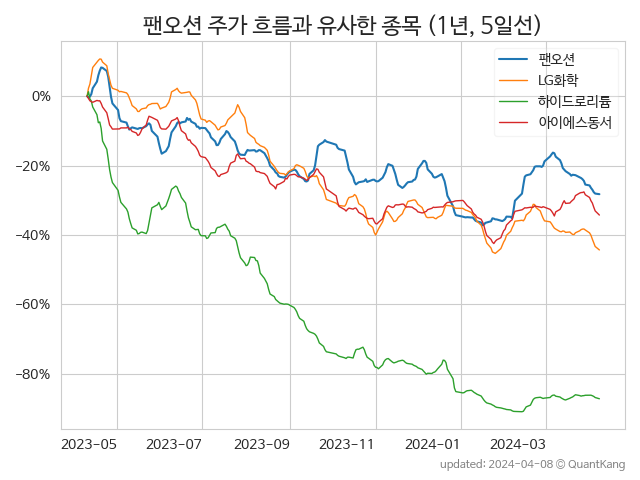 팬오션 주가 흐름과 유사한 종목 (1년, 5일선)
팬오션
LG화학
하이드로리튬
아이에스동서
0%
−20%
−40%
−60%
−80%
2023-05 2023-07 2023-09 2023-11 2024-01 2024-03
updated: 2024-04-08 © QuantKang